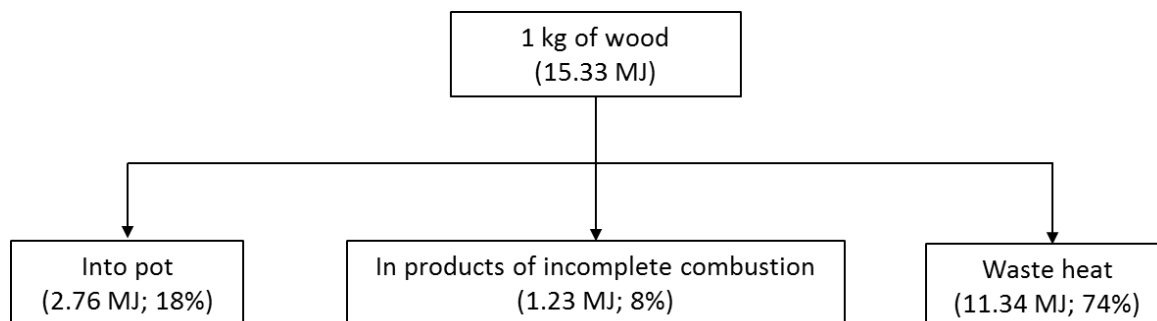 1 kg of wood
(15.33 MJ)
Into pot
(2.76 MJ; 18%)
In products of incomplete combustion
(1.23 MJ; 8%)
Waste heat
(11.34 MJ; 74%)